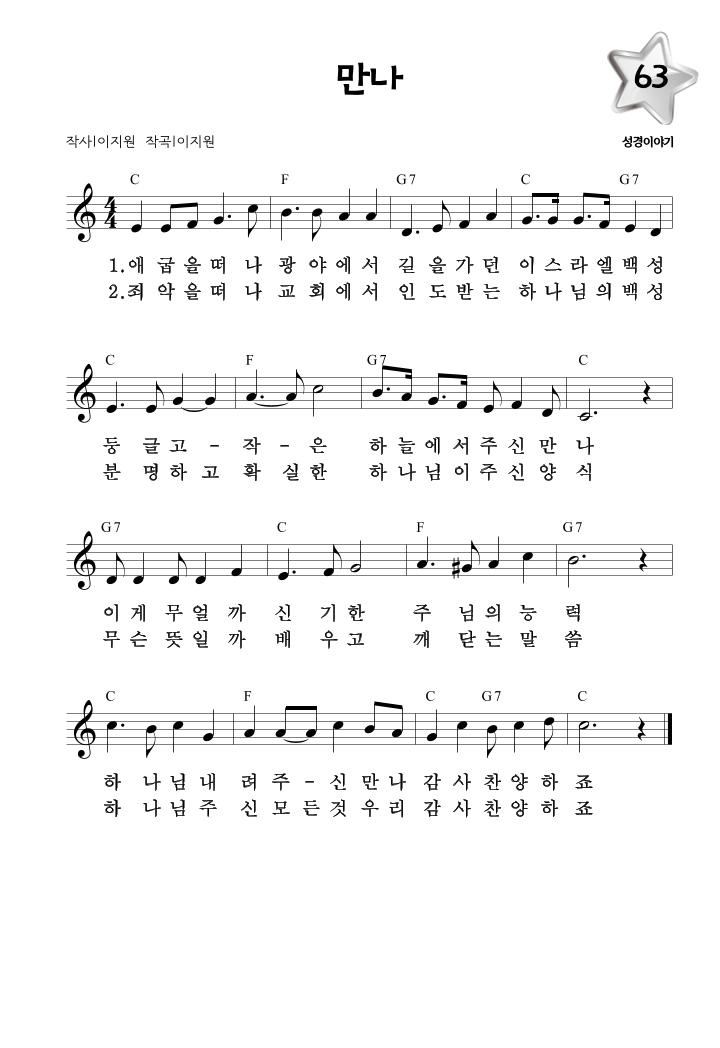 만나
63
작사|이지원 작곡|이지원
성경이야기
C F G7 C G7
1.애 굽 을 떠 나 광 야 에 서 길 을 가 던 이 스 라 엘 백 성
2.죄 악 을 떠 나 교 회 에 서 인 도 받 는 하 나 님 의 백 성
C F G7 C
둥 글 고 - 작 - 은 하 늘 에 서 주 신 만 나
분 명 하 고 확 실 한 하 나 님 이 주 신 양 식
G7 C F G7
이 게 무 얼 까 신 기 한 주 님 의 능 력
무 슨 뜻 일 까 배 우 고 깨 닫 는 말 씀
C F C G7 C
하 나 님 내 려 주 - 신 만 나 감 사 찬 양 하 죠
하 나 님 주 신 모 든 것 우 리 감 사 찬 양 하 죠